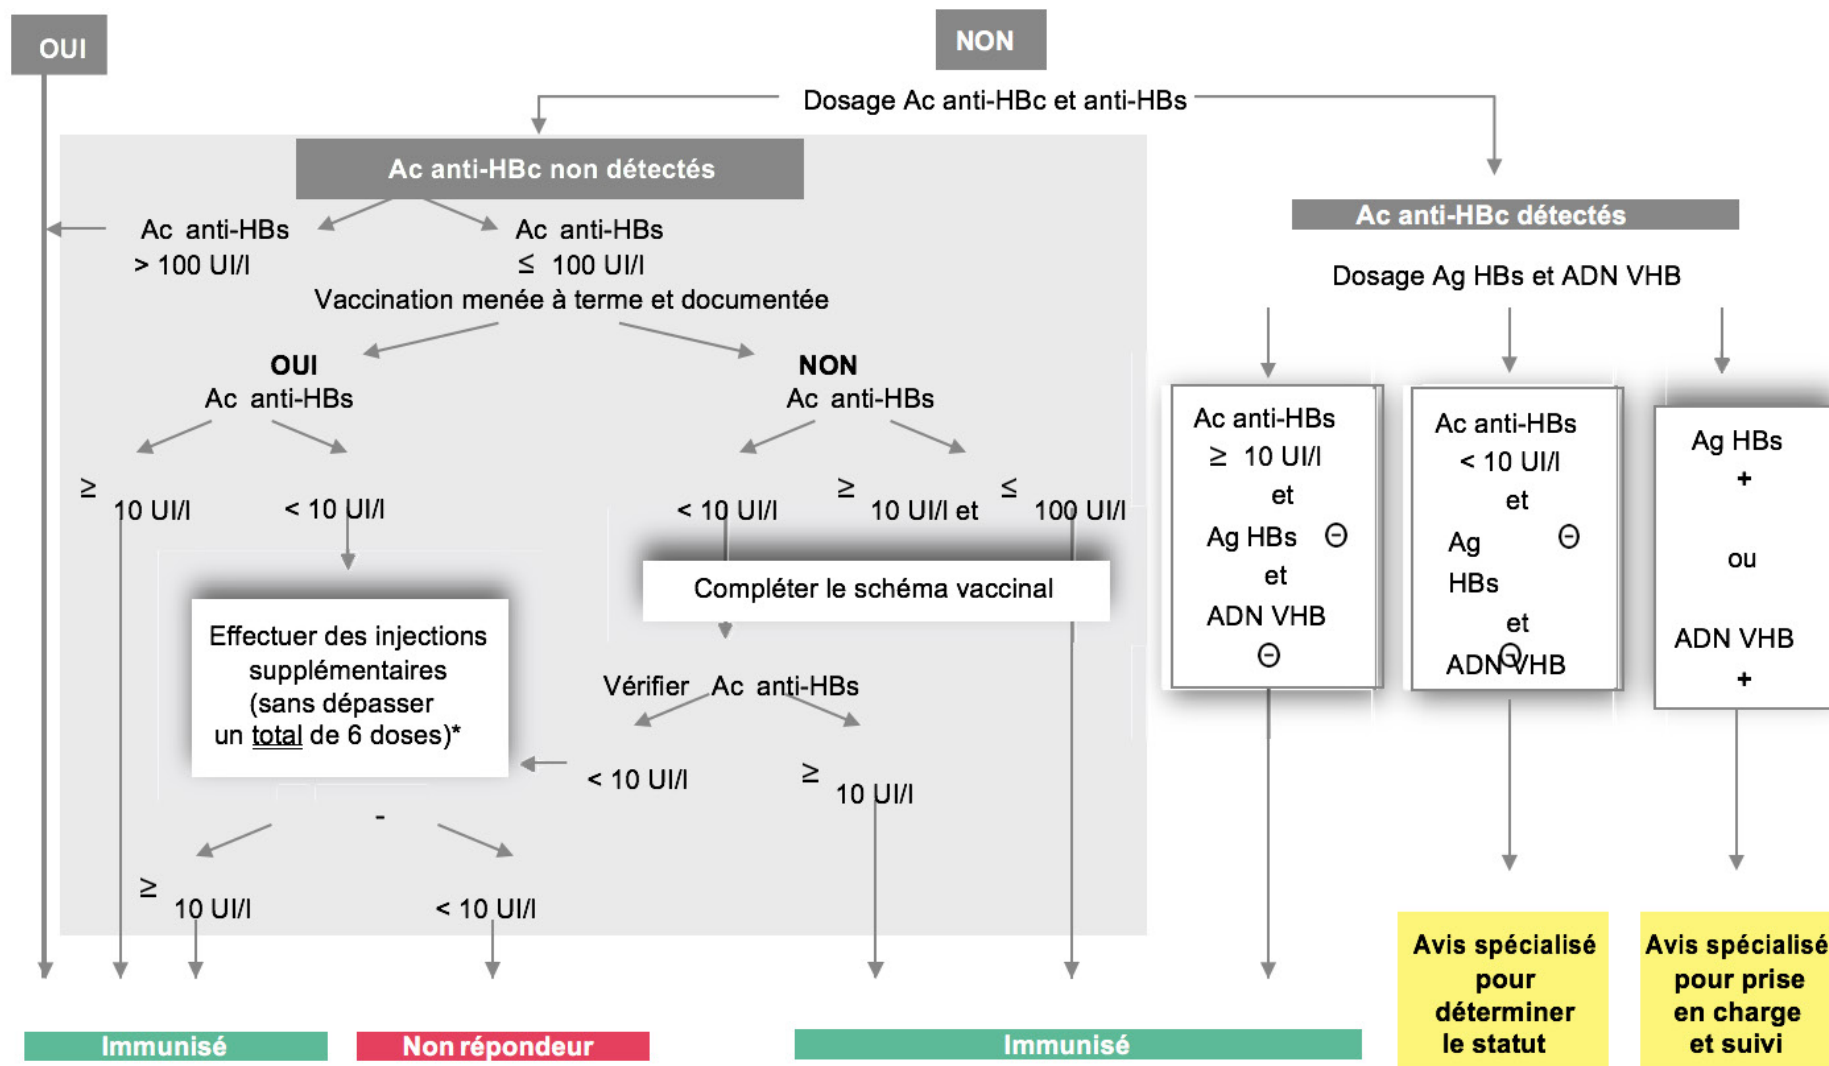 OUI
NON
Dosage Ac anti-HBc et anti-HBs
Ac anti-HBc non détectés
Ac anti-HBs
> 100 UI/l
Ac anti-HBs
≤ 100 UI/l
Vaccination menée à terme et documentée
OUI
Ac anti-HBs
NON
Ac anti-HBs
≥ 10 UI/l
< 10 UI/l
< 10 UI/l
≥ 10 UI/l et ≤ 100 UI/l
Effectuer des injections
supplémentaires
(sans dépasser
un total de 6 doses)*
Compléter le schéma vaccinal
Vérifier Ac anti-HBs
< 10 UI/l
≥ 10 UI/l
-
≥ 10 UI/l
< 10 UI/l
Ac anti-HBc détectés
Dosage Ag HBs et ADN VHB
Ac anti-HBs
≥ 10 UI/l
et
Ag HBs ⊖
et
ADN VHB
⊖
Ac anti-HBs
< 10 UI/l
et
Ag ⊖
HBs
et
ADN VHB ⊖
Ag HBs
+
ou
ADN VHB
+
Immunisé
Non répondeur
Immunisé
Avis spécialisé
pour
déterminer
le statut
Avis spécialisé
pour prise
en charge
et suivi